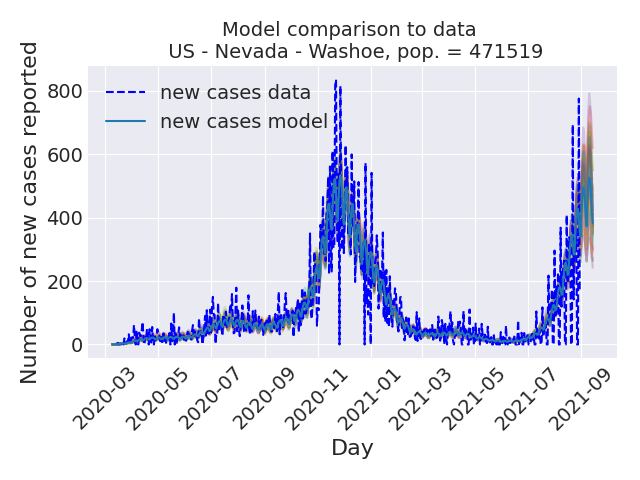 Model comparison to data
US - Nevada - Washoe, pop. = 471519
Number of new cases reported
800
600
400
200
0
new cases data
new cases model
2020-03
2020-05
2020-07
2020-09
2020-11
2021-01
2021-03
2021-05
2021-07
2021-09
Day